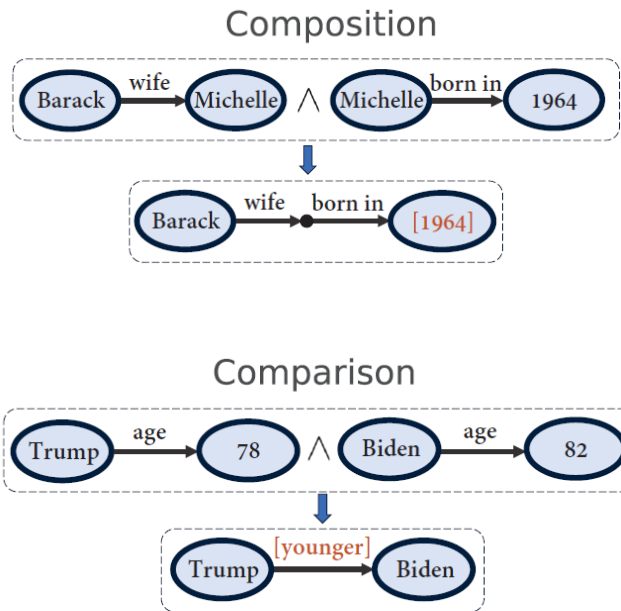 Composition
Barack wife Michelle ∧ Michelle born in 1964
Barack wife born in [1964]
Comparison
Trump age 78 ∧ Biden age 82
Trump [younger] Biden